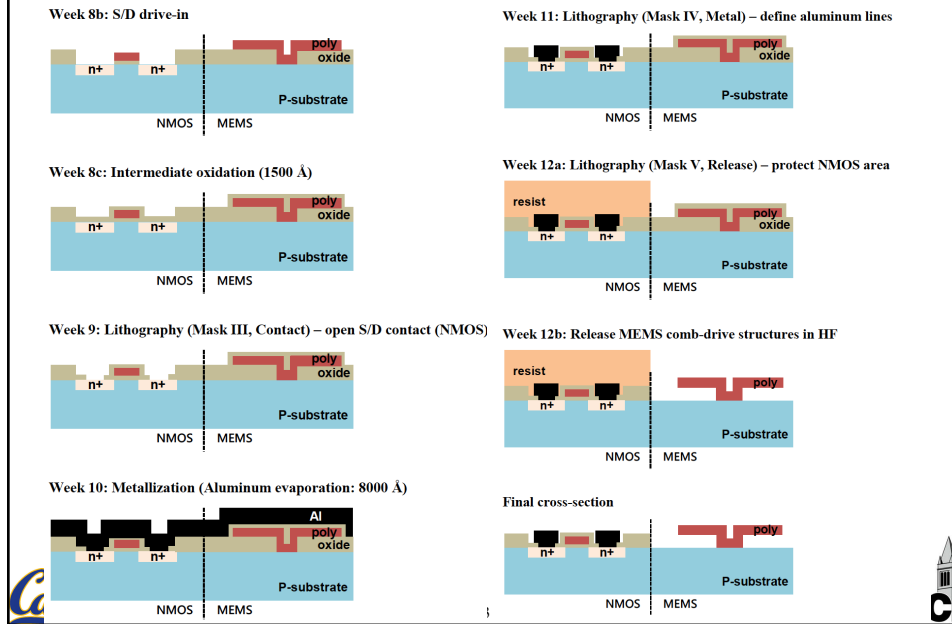 Week 8b: S/D drive-in
poly
oxide
n+ n+
P-substrate
NMOS MEMS
Week 8c: Intermediate oxidation (1500 Å)
poly
oxide
n+ n+
P-substrate
NMOS MEMS
Week 9: Lithography (Mask III, Contact) – open S/D contact (NMOS)
poly
oxide
n+ n+
P-substrate
NMOS MEMS
Week 10: Metallization (Aluminum evaporation: 8000 Å)
Al
poly
oxide
n+ n+
P-substrate
NMOS MEMS
Week 11: Lithography (Mask IV, Metal) – define aluminum lines
poly
oxide
n+ n+
P-substrate
NMOS MEMS
Week 12a: Lithography (Mask V, Release) – protect NMOS area
resist
poly
oxide
n+ n+
P-substrate
NMOS MEMS
Week 12b: Release MEMS comb-drive structures in HF
resist
poly
n+ n+
P-substrate
NMOS MEMS
Final cross-section
poly
n+ n+
P-substrate
NMOS MEMS